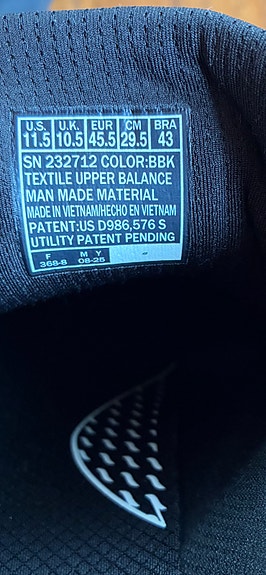 U.S. U.K. EUR CM BRA
11.5 10.5 45.5 29.5 43
SN 232712 COLOR:BBK
TEXTILE UPPER BALANCE
MAN MADE MATERIAL
MADE IN VIETNAM/HECHO EN VIETNAM
PATENT:US D986,576 S
UTILITY PATENT PENDING
F M Y
368-8 08-25 -